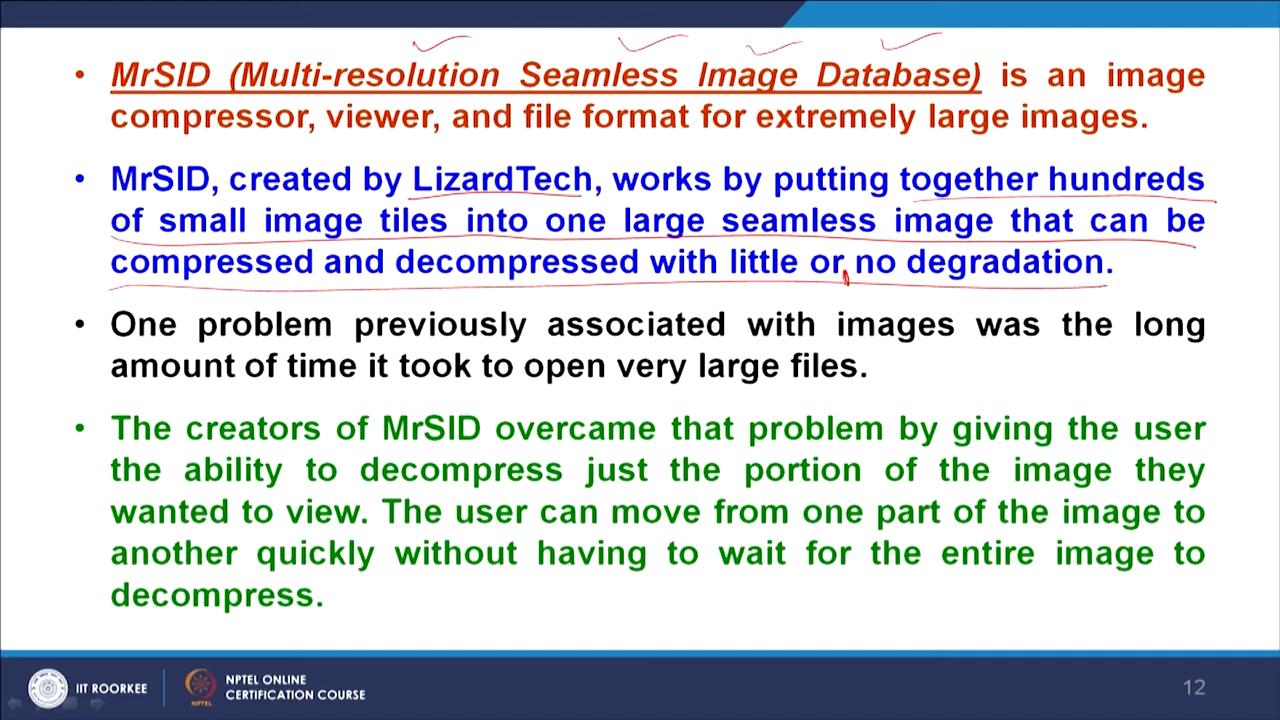 • MrSID (Multi-resolution Seamless Image Database) is an image
compressor, viewer, and file format for extremely large images.
• MrSID, created by LizardTech, works by putting together hundreds
of small image tiles into one large seamless image that can be
compressed and decompressed with little or no degradation.
• One problem previously associated with images was the long
amount of time it took to open very large files.
• The creators of MrSID overcame that problem by giving the user
the ability to decompress just the portion of the image they
wanted to view. The user can move from one part of the image to
another quickly without having to wait for the entire image to
decompress.
IIT ROORKEE
NPTEL
NPTEL ONLINE
CERTIFICATION COURSE
12